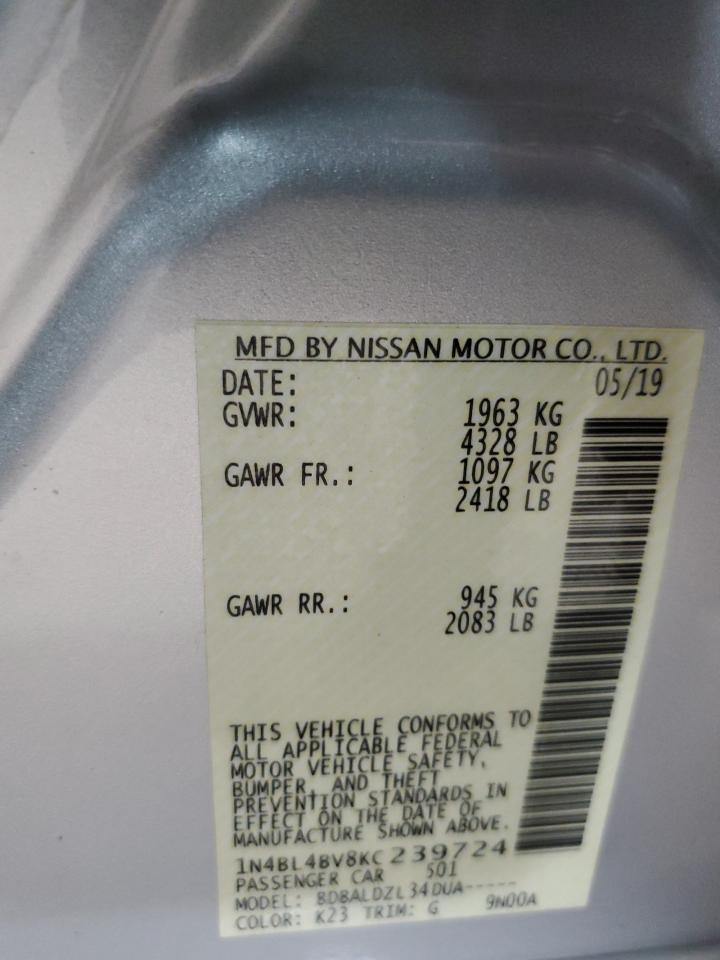 MFD BY NISSAN MOTOR CO., LTD.
DATE: 05/19
GVWR: 1963 KG
4328 LB
GAWR FR.: 1097 KG
2418 LB
GAWR RR.: 945 KG
2083 LB
THIS VEHICLE CONFORMS TO
ALL APPLICABLE FEDERAL
MOTOR VEHICLE SAFETY,
BUMPER, AND THEFT
PREVENTION STANDARDS IN
EFFECT ON THE DATE OF
MANUFACTURE SHOWN ABOVE.
1N4BL4BV8KC239724
PASSENGER CAR 501
MODEL: BDBALDZL34DUA-----
COLOR: K23 TRIM: G 9N00A